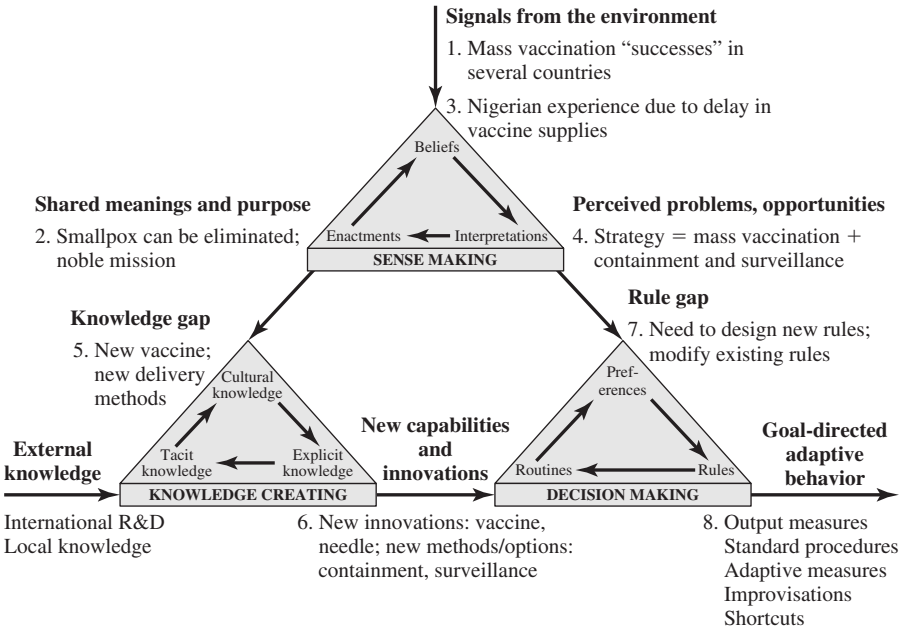 Signals from the environment
1. Mass vaccination “successes” in
several countries
3. Nigerian experience due to delay in
vaccine supplies
Beliefs
Enactments
Interpretations
SENSE MAKING
Shared meanings and purpose
2. Smallpox can be eliminated;
noble mission
Perceived problems, opportunities
4. Strategy = mass vaccination +
containment and surveillance
Knowledge gap
5. New vaccine;
new delivery
methods
Rule gap
7. Need to design new rules;
modify existing rules
Cultural
knowledge
Tacit
knowledge
Explicit
knowledge
KNOWLEDGE CREATING
External
knowledge
International R&D
Local knowledge
New capabilities
and
innovations
6. New innovations: vaccine,
needle; new methods/options:
containment, surveillance
Pref-
erences
Routines
Rules
DECISION MAKING
Goal-directed
adaptive
behavior
8. Output measures
Standard procedures
Adaptive measures
Improvisations
Shortcuts